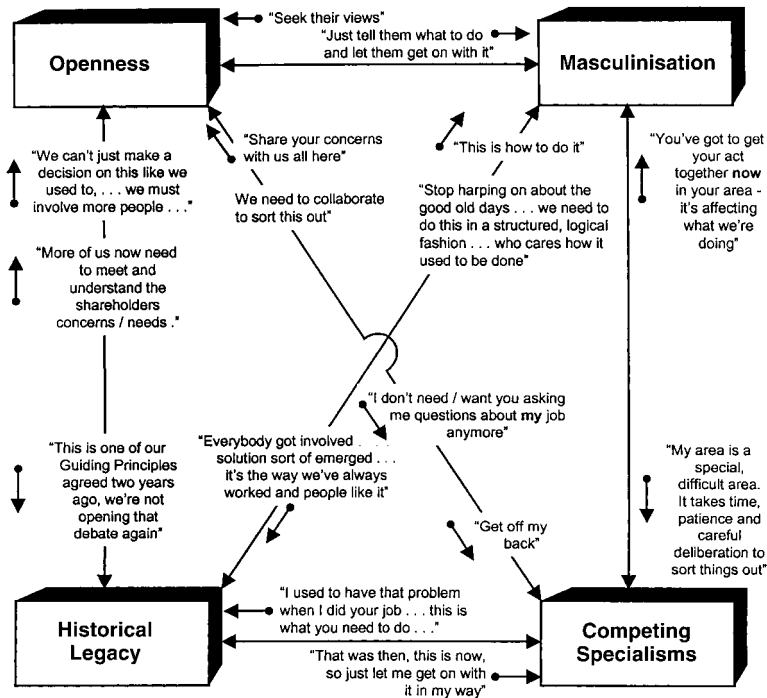 Openness
"Seek their views"
"Just tell them what to do
and let them get on with it"
Masculinisation
"We can't just make a
decision on this like we
used to, . . . we must
involve more people . . ."
"Share your concerns
with us all here"
We need to collaborate
to sort this out"
"This is how to do it"
"Stop harping on about the
good old days . . . we need to
do this in a structured, logical
fashion . . . who cares how it
used to be done"
"You've got to get
your act
together now
in your area -
it's affecting
what we're
doing"
"More of us now need
to meet and
understand the
shareholders
concerns / needs ."
"I don't need / want you asking
me questions about my job
anymore"
"This is one of our
Guiding Principles
agreed two years
ago, we're not
opening that
debate again"
"Everybody got involved . . . .
solution sort of emerged . . .
it's the way we've always
worked and people like it"
"Get off my
back"
"My area is a
special,
difficult area.
It takes time,
patience and
careful
deliberation to
sort things out"
Historical
Legacy
"I used to have that problem
when I did your job . . . this is
what you need to do . . ."
"That was then, this is now,
so just let me get on with
it in my way"
Competing
Specialisms